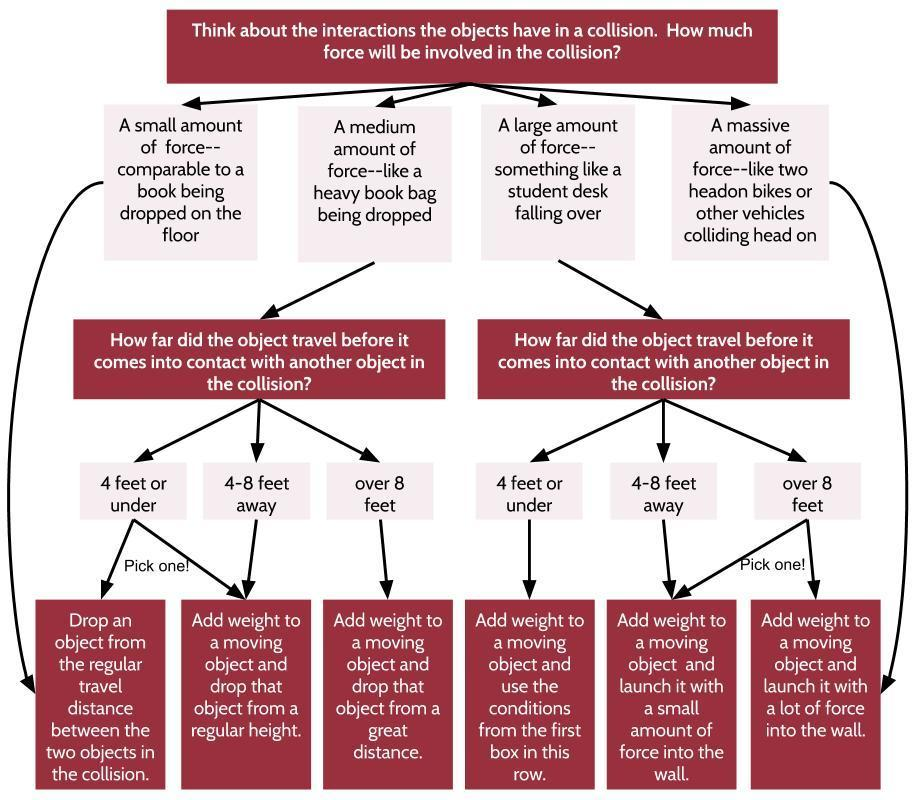 Think about the interactions the objects have in a collision.  How much
force will be involved in the collision?
A small amount
of  force--
comparable to a
book being
dropped on the
floor
A medium
amount of
force--like a
heavy book bag
being dropped
A large amount
of force--
something like a
student desk
falling over
A massive
amount of
force--like two
headon bikes or
other vehicles
colliding head on
How far did the object travel before it
comes into contact with another object in
the collision?
How far did the object travel before it
comes into contact with another object in
the collision?
4 feet or
under
4-8 feet
away
over 8
feet
4 feet or
under
4-8 feet
away
over 8
feet
Pick one!
Pick one!
Drop an
object from
the regular
travel
distance
between the
two objects in
the collision.
Add weight to
a moving
object and
drop that
object from a
regular height.
Add weight to
a moving
object and
drop that
object from a
great
distance.
Add weight to
a moving
object and
use the
conditions
from the first
box in this
row.
Add weight to
a moving
object  and
launch it with
a small
amount of
force into the
wall.
Add weight to
a moving
object and
launch it with
a lot of force
into the wall.